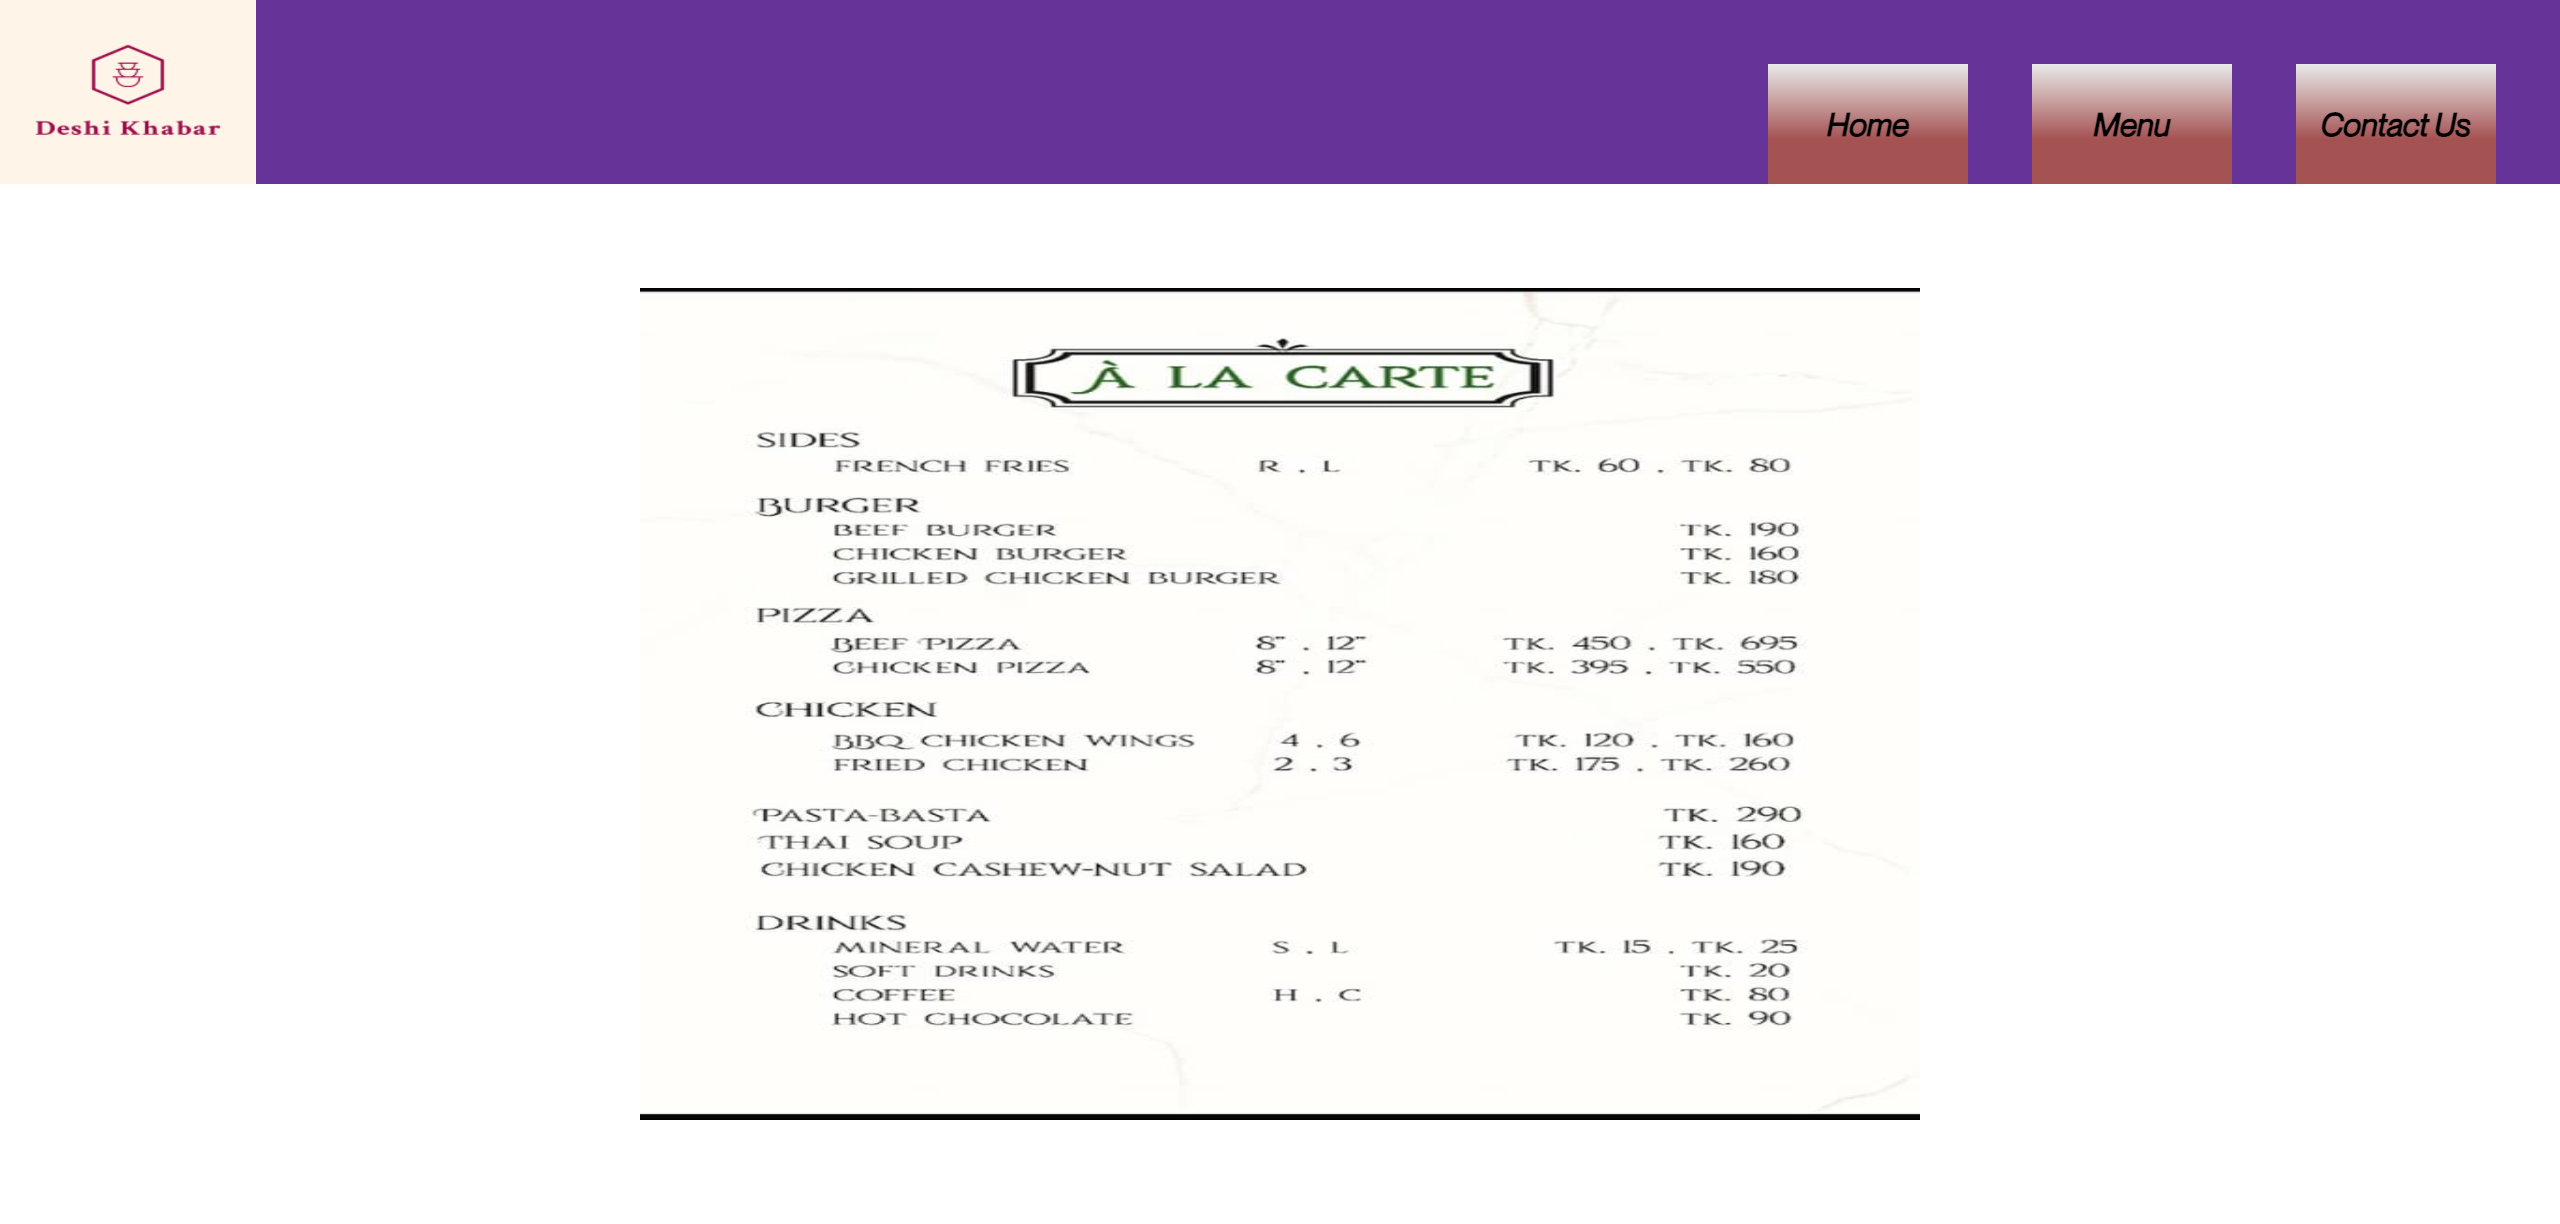 Deshi Khabar
Home
Menu
Contact Us
À LA CARTE
SIDES
FRENCH FRIES R . L TK. 60 . TK. 80
BURGER
BEEF BURGER TK. 190
CHICKEN BURGER TK. 160
GRILLED CHICKEN BURGER TK. 180
PIZZA
BEEF PIZZA 8" . 12" TK. 450 . TK. 695
CHICKEN PIZZA 8" . 12" TK. 395 . TK. 550
CHICKEN
BBQ CHICKEN WINGS 4 . 6 TK. 120 . TK. 160
FRIED CHICKEN 2 . 3 TK. 175 . TK. 260
PASTA-BASTA TK. 290
THAI SOUP TK. 160
CHICKEN CASHEW-NUT SALAD TK. 190
DRINKS
MINERAL WATER S . L TK. 15 . TK. 25
SOFT DRINKS TK. 20
COFFEE H . C TK. 80
HOT CHOCOLATE TK. 90